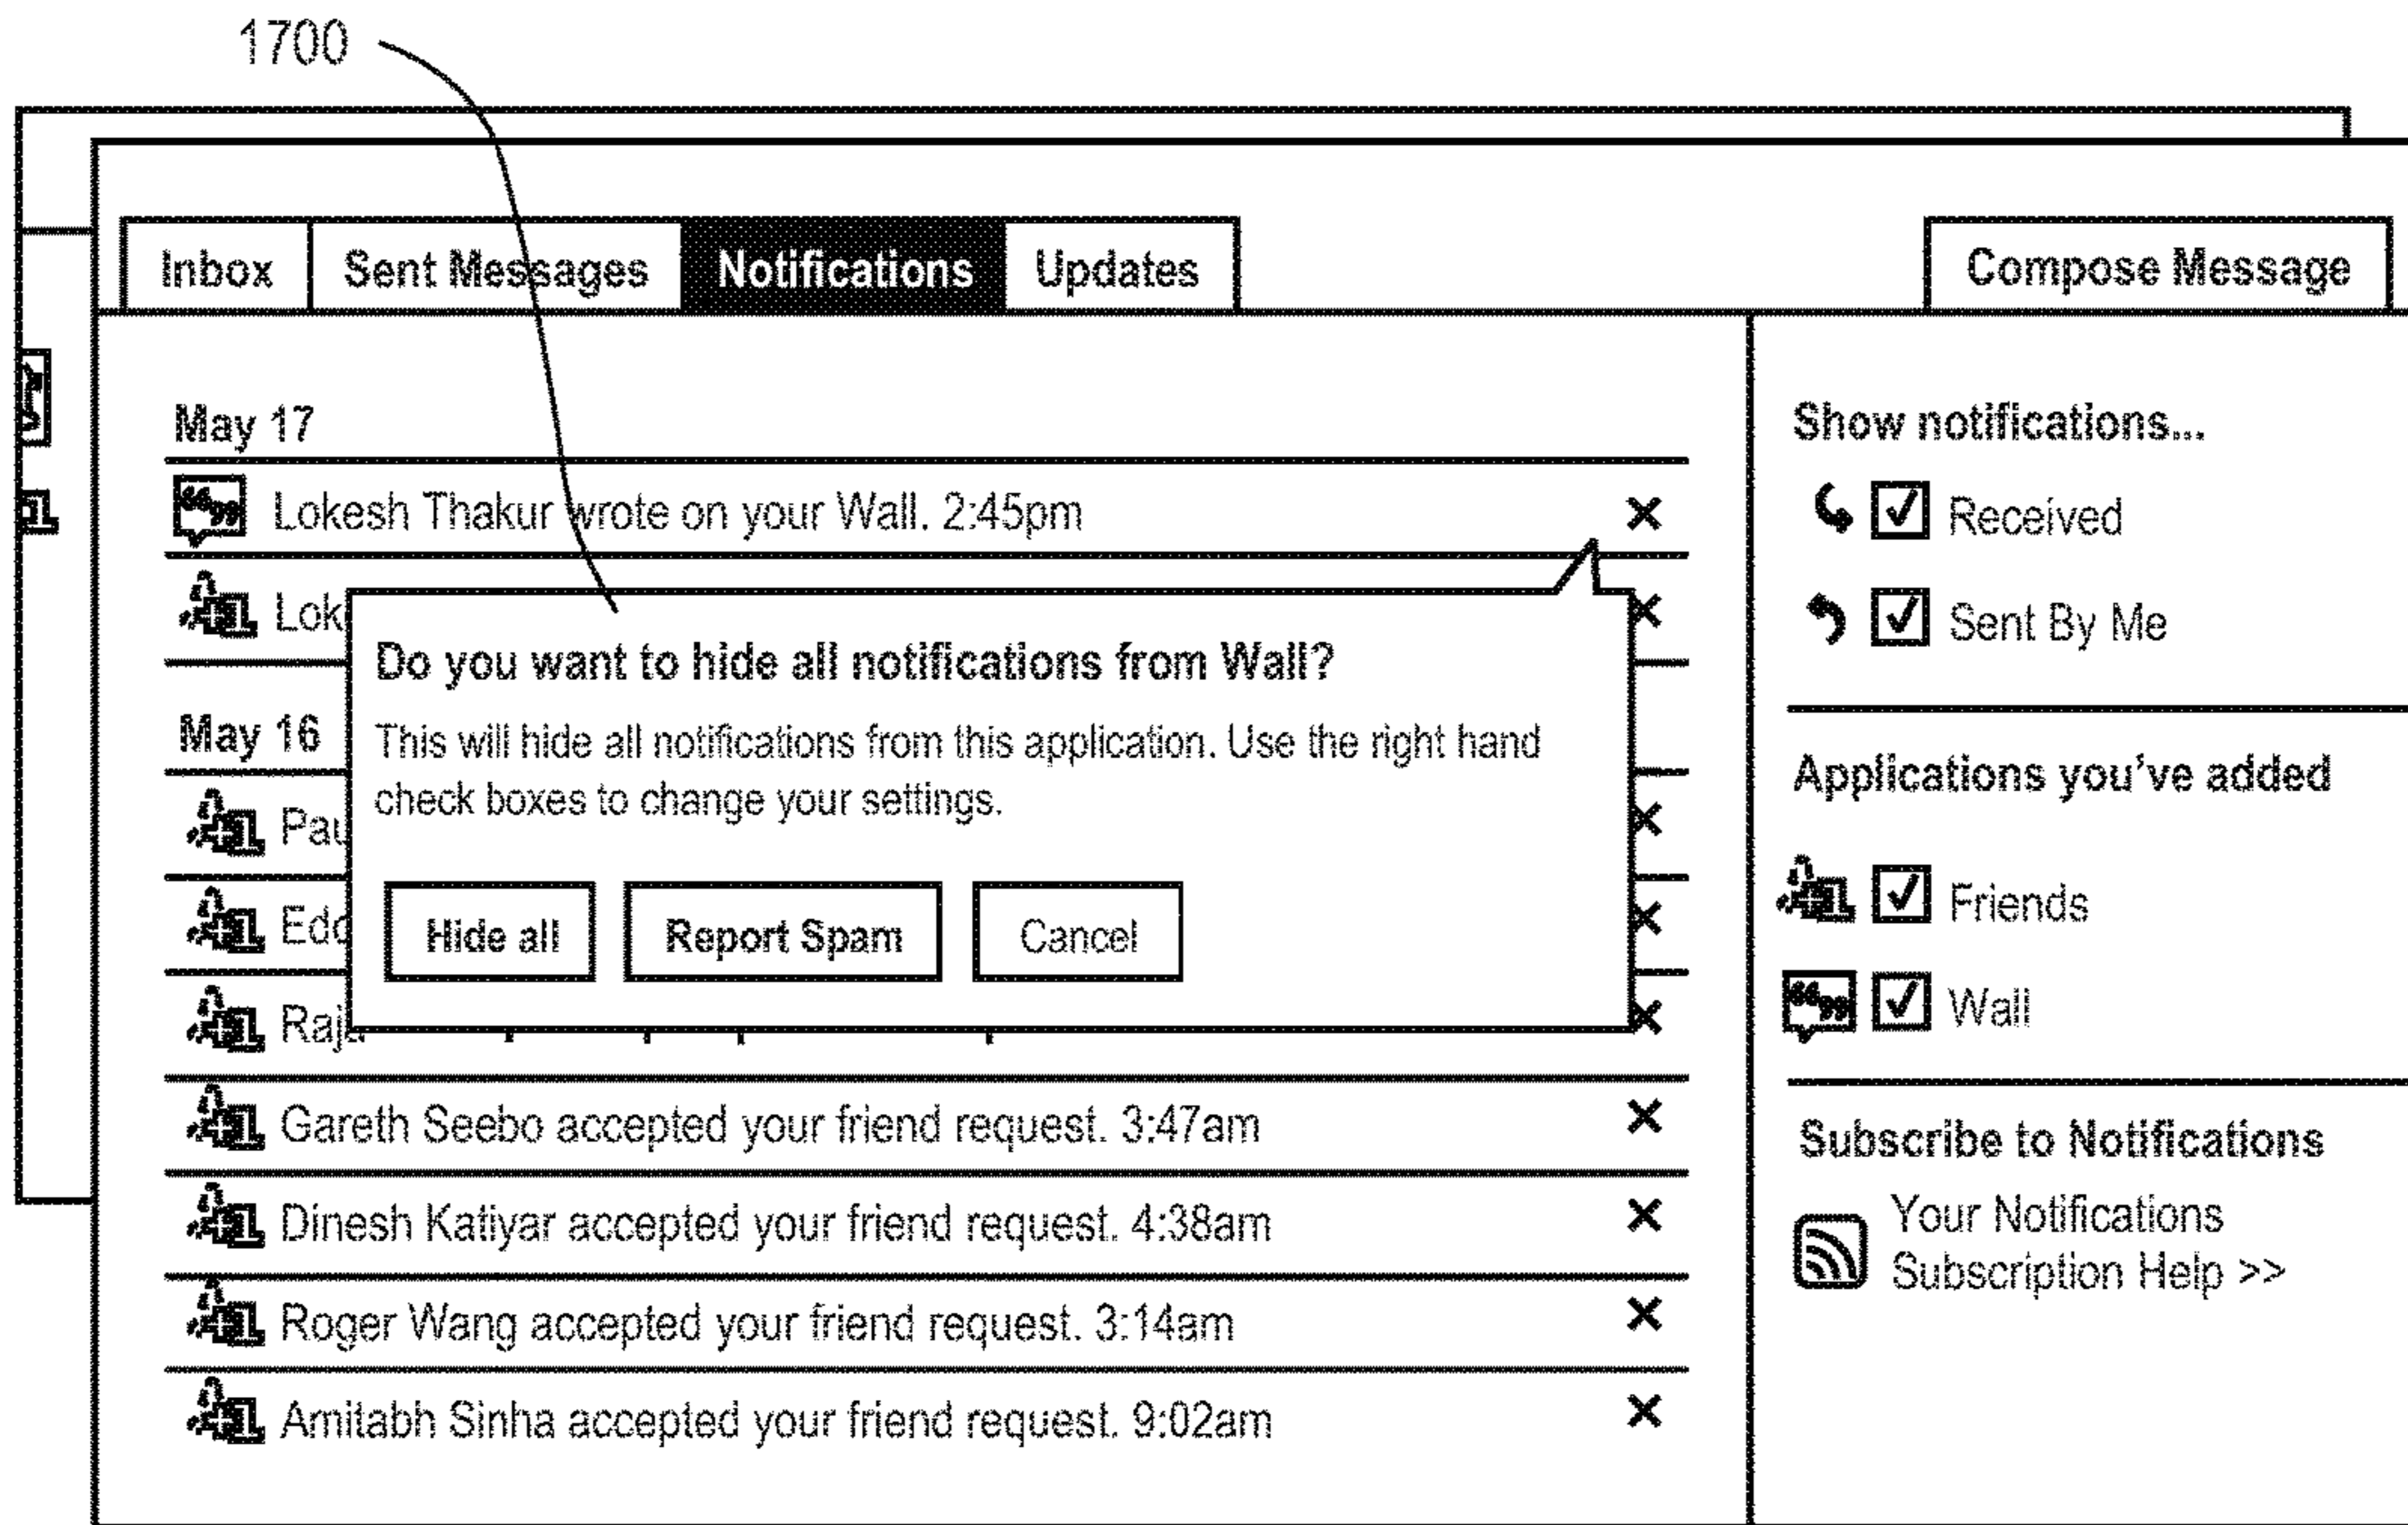 1700
Inbox Sent Messages Notifications Updates Compose Message
May 17
Lokesh Thakur wrote on your Wall. 2:45pm
Do you want to hide all notifications from Wall?
This will hide all notifications from this application. Use the right hand
check boxes to change your settings.
Hide all Report Spam Cancel
May 16
Gareth Seebo accepted your friend request. 3:47am
Dinesh Katiyar accepted your friend request. 4:38am
Roger Wang accepted your friend request. 3:14am
Amitabh Sinha accepted your friend request. 9:02am
Show notifications...
Received
Sent By Me
Applications you've added
Friends
Wall
Subscribe to Notifications
Your Notifications
Subscription Help >>